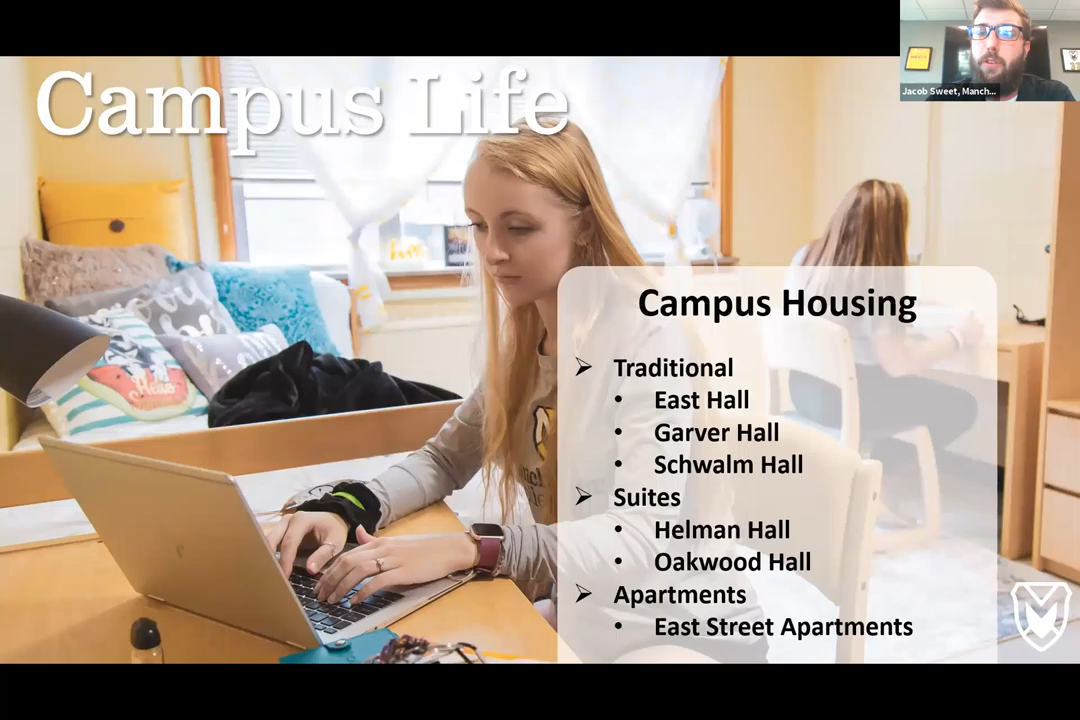 Campus Life
Jacob Sweet, Manch...
Campus Housing
➢ Traditional
• East Hall
• Garver Hall
• Schwalm Hall
➢ Suites
• Helman Hall
• Oakwood Hall
➢ Apartments
• East Street Apartments
Hello